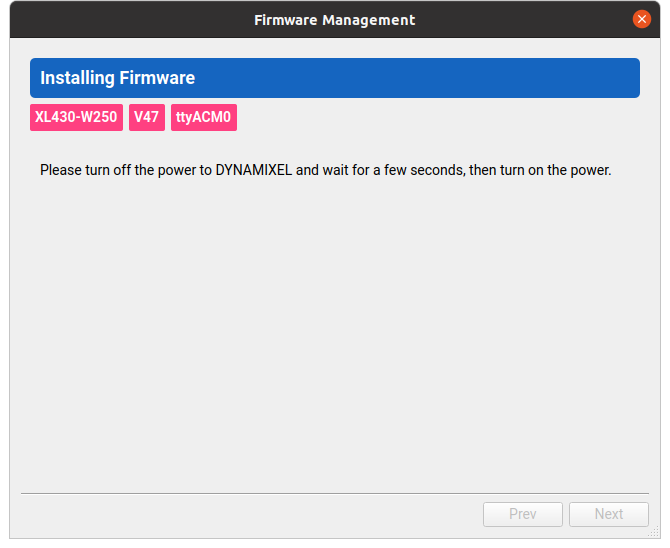 Firmware Management
Installing Firmware
XL430-W250 V47 ttyACM0
Please turn off the power to DYNAMIXEL and wait for a few seconds, then turn on the power.
Prev Next